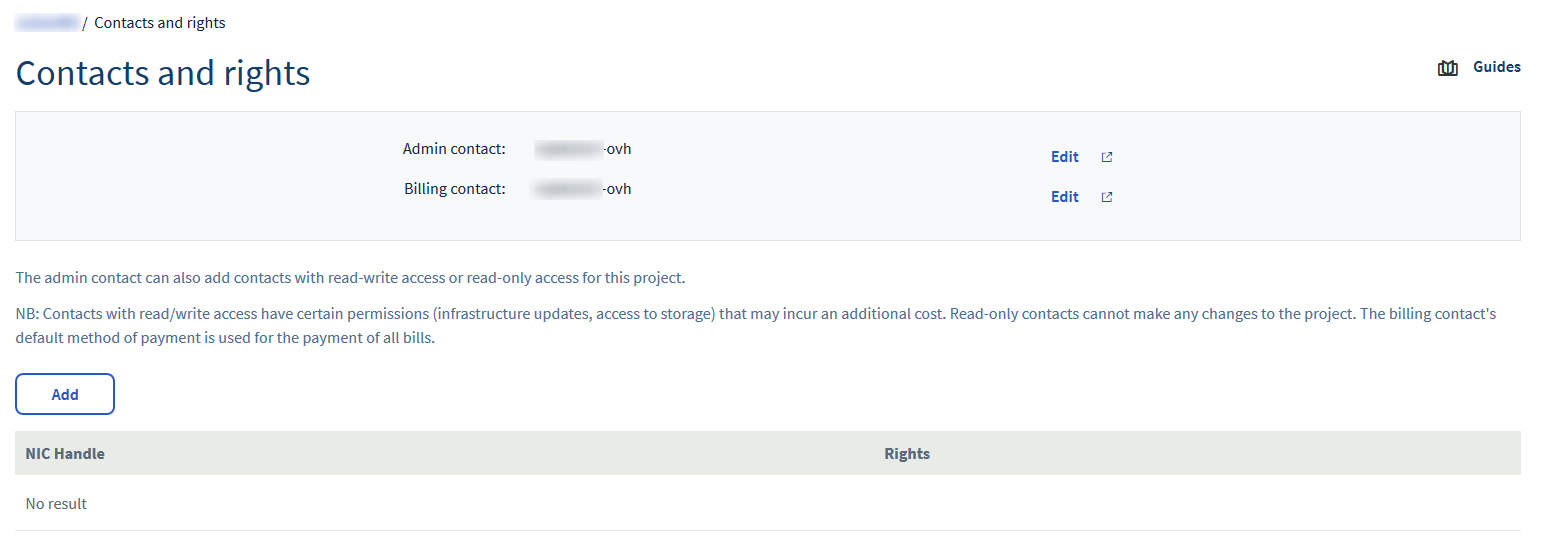 / Contacts and rights
Contacts and rights
Guides
Admin contact: -ovh Edit
Billing contact: -ovh Edit
The admin contact can also add contacts with read-write access or read-only access for this project.
NB: Contacts with read/write access have certain permissions (infrastructure updates, access to storage) that may incur an additional cost. Read-only contacts cannot make any changes to the project. The billing contact's
default method of payment is used for the payment of all bills.
Add
NIC Handle Rights
No result